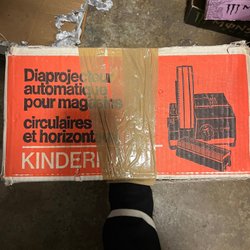 Diaprojecteur
automatique
pour magasins
circulaires
et horizont
KINDER